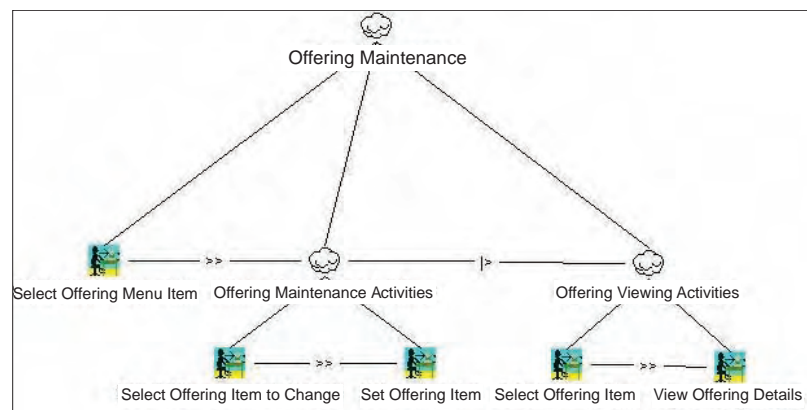 Offering Maintenance
>>
|>
Select Offering Menu Item
Offering Maintenance Activities
Offering Viewing Activities
>>
>>
Select Offering Item to Change
Set Offering Item
Select Offering Item
View Offering Details